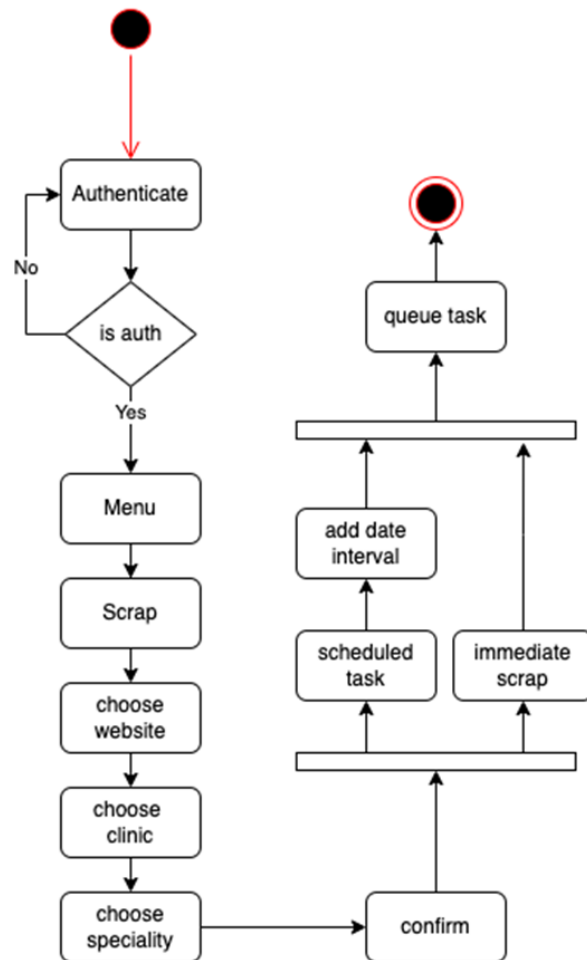 Authenticate
No
is auth
Yes
Menu
Scrap
choose
website
choose
clinic
choose
speciality
confirm
scheduled
task
immediate
scrap
add date
interval
queue task